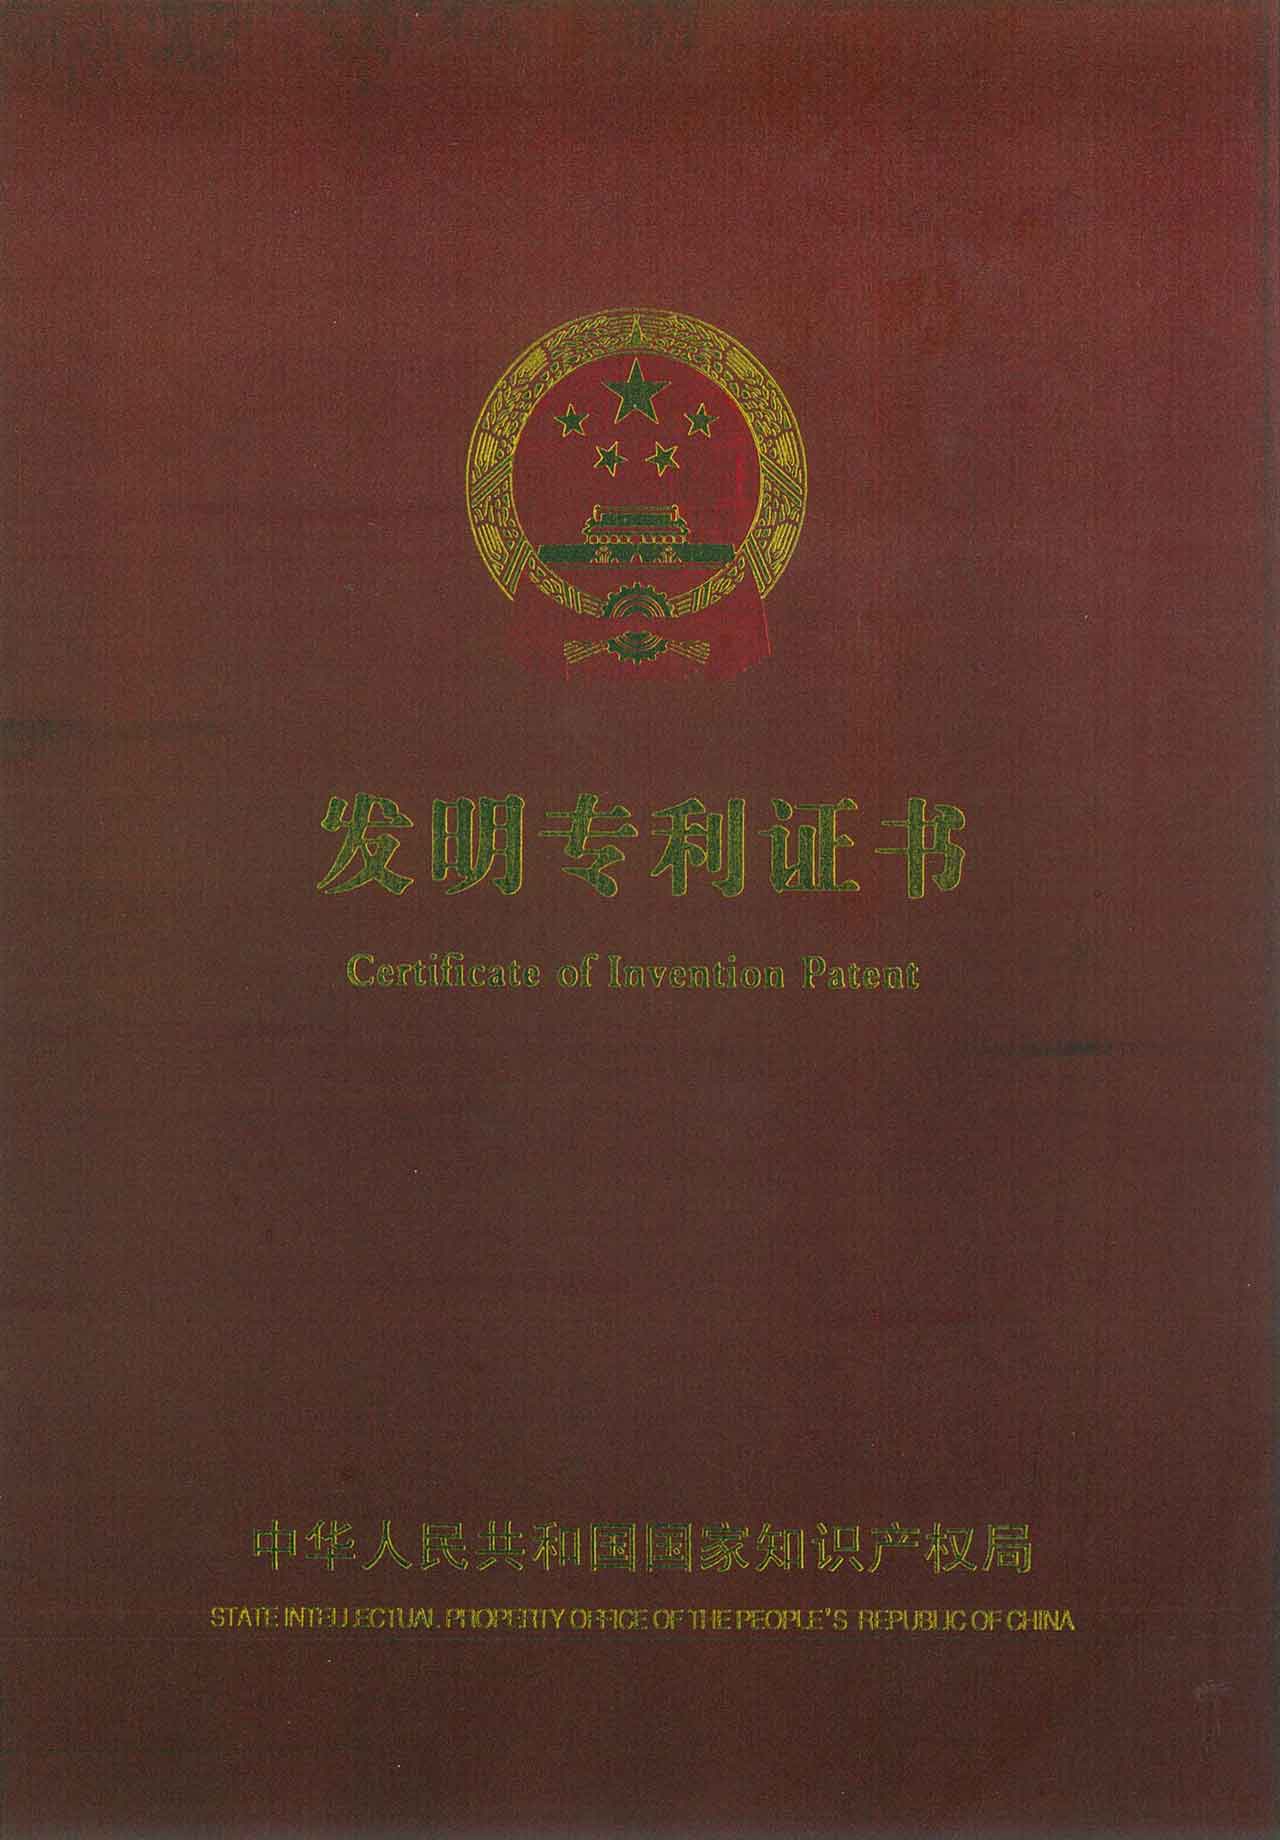 发明专利证书
Certificate of Invention Patent
中华人民共和国国家知识产权局
STATE INTELLECTUAL PROPERTY OFFICE OF THE PEOPLE'S REPUBLIC OF CHINA